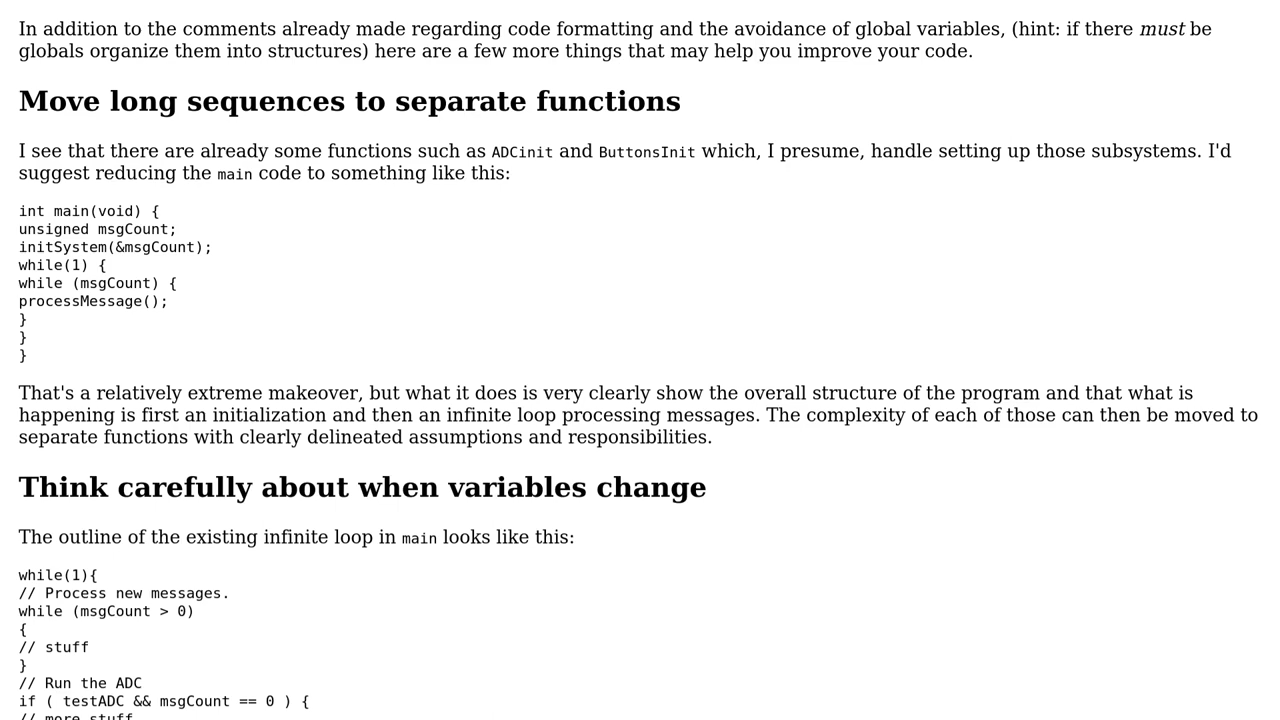 In addition to the comments already made regarding code formatting and the avoidance of global variables, (hint: if there must be
globals organize them into structures) here are a few more things that may help you improve your code.
Move long sequences to separate functions
I see that there are already some functions such as ADCinit and ButtonsInit which, I presume, handle setting up those subsystems. I'd
suggest reducing the main code to something like this:
int main(void) {
unsigned msgCount;
initSystem(&msgCount);
while(1) {
while (msgCount) {
processMessage();
}
}
}
That's a relatively extreme makeover, but what it does is very clearly show the overall structure of the program and that what is
happening is first an initialization and then an infinite loop processing messages. The complexity of each of those can then be moved to
separate functions with clearly delineated assumptions and responsibilities.
Think carefully about when variables change
The outline of the existing infinite loop in main looks like this:
while(1){
// Process new messages.
while (msgCount > 0)
{
// stuff
}
// Run the ADC
if ( testADC && msgCount == 0 ) {
// more stuff